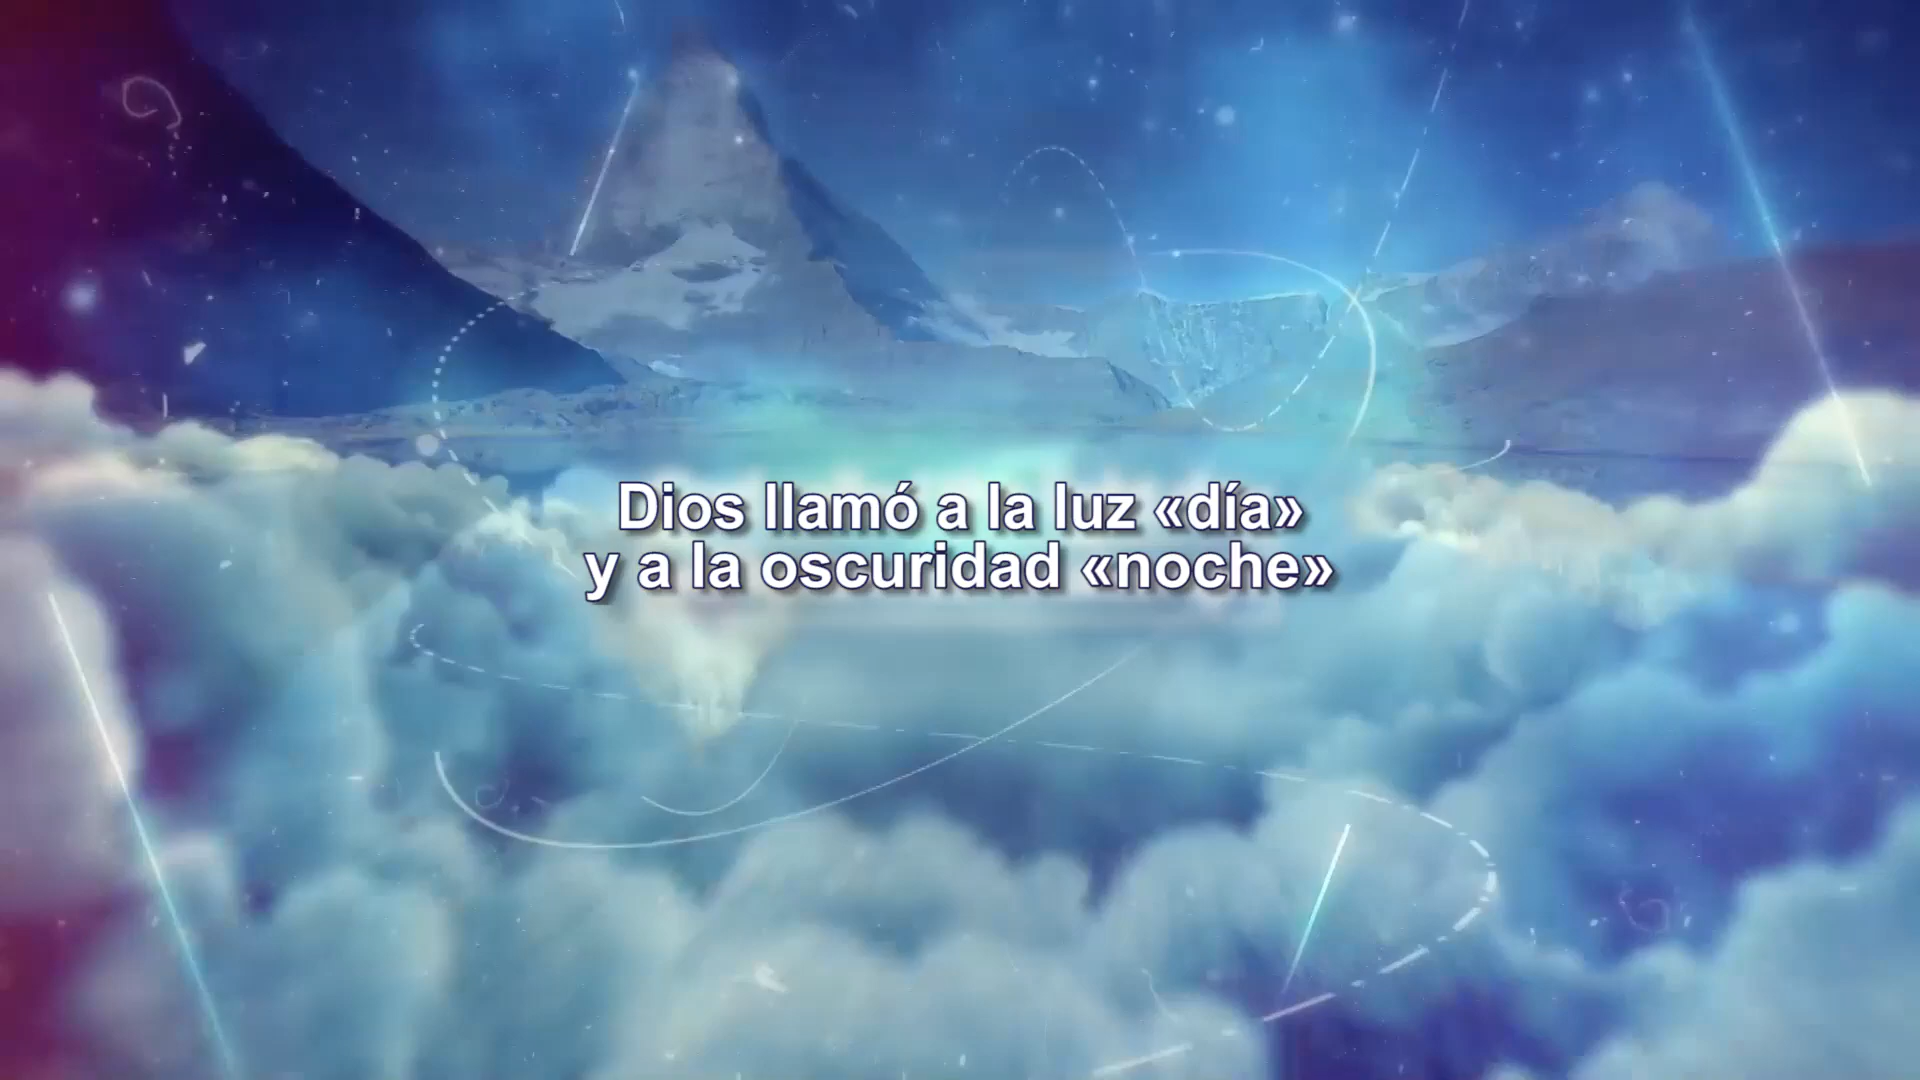 Dios llamó a la luz «día»
y a la oscuridad «noche»